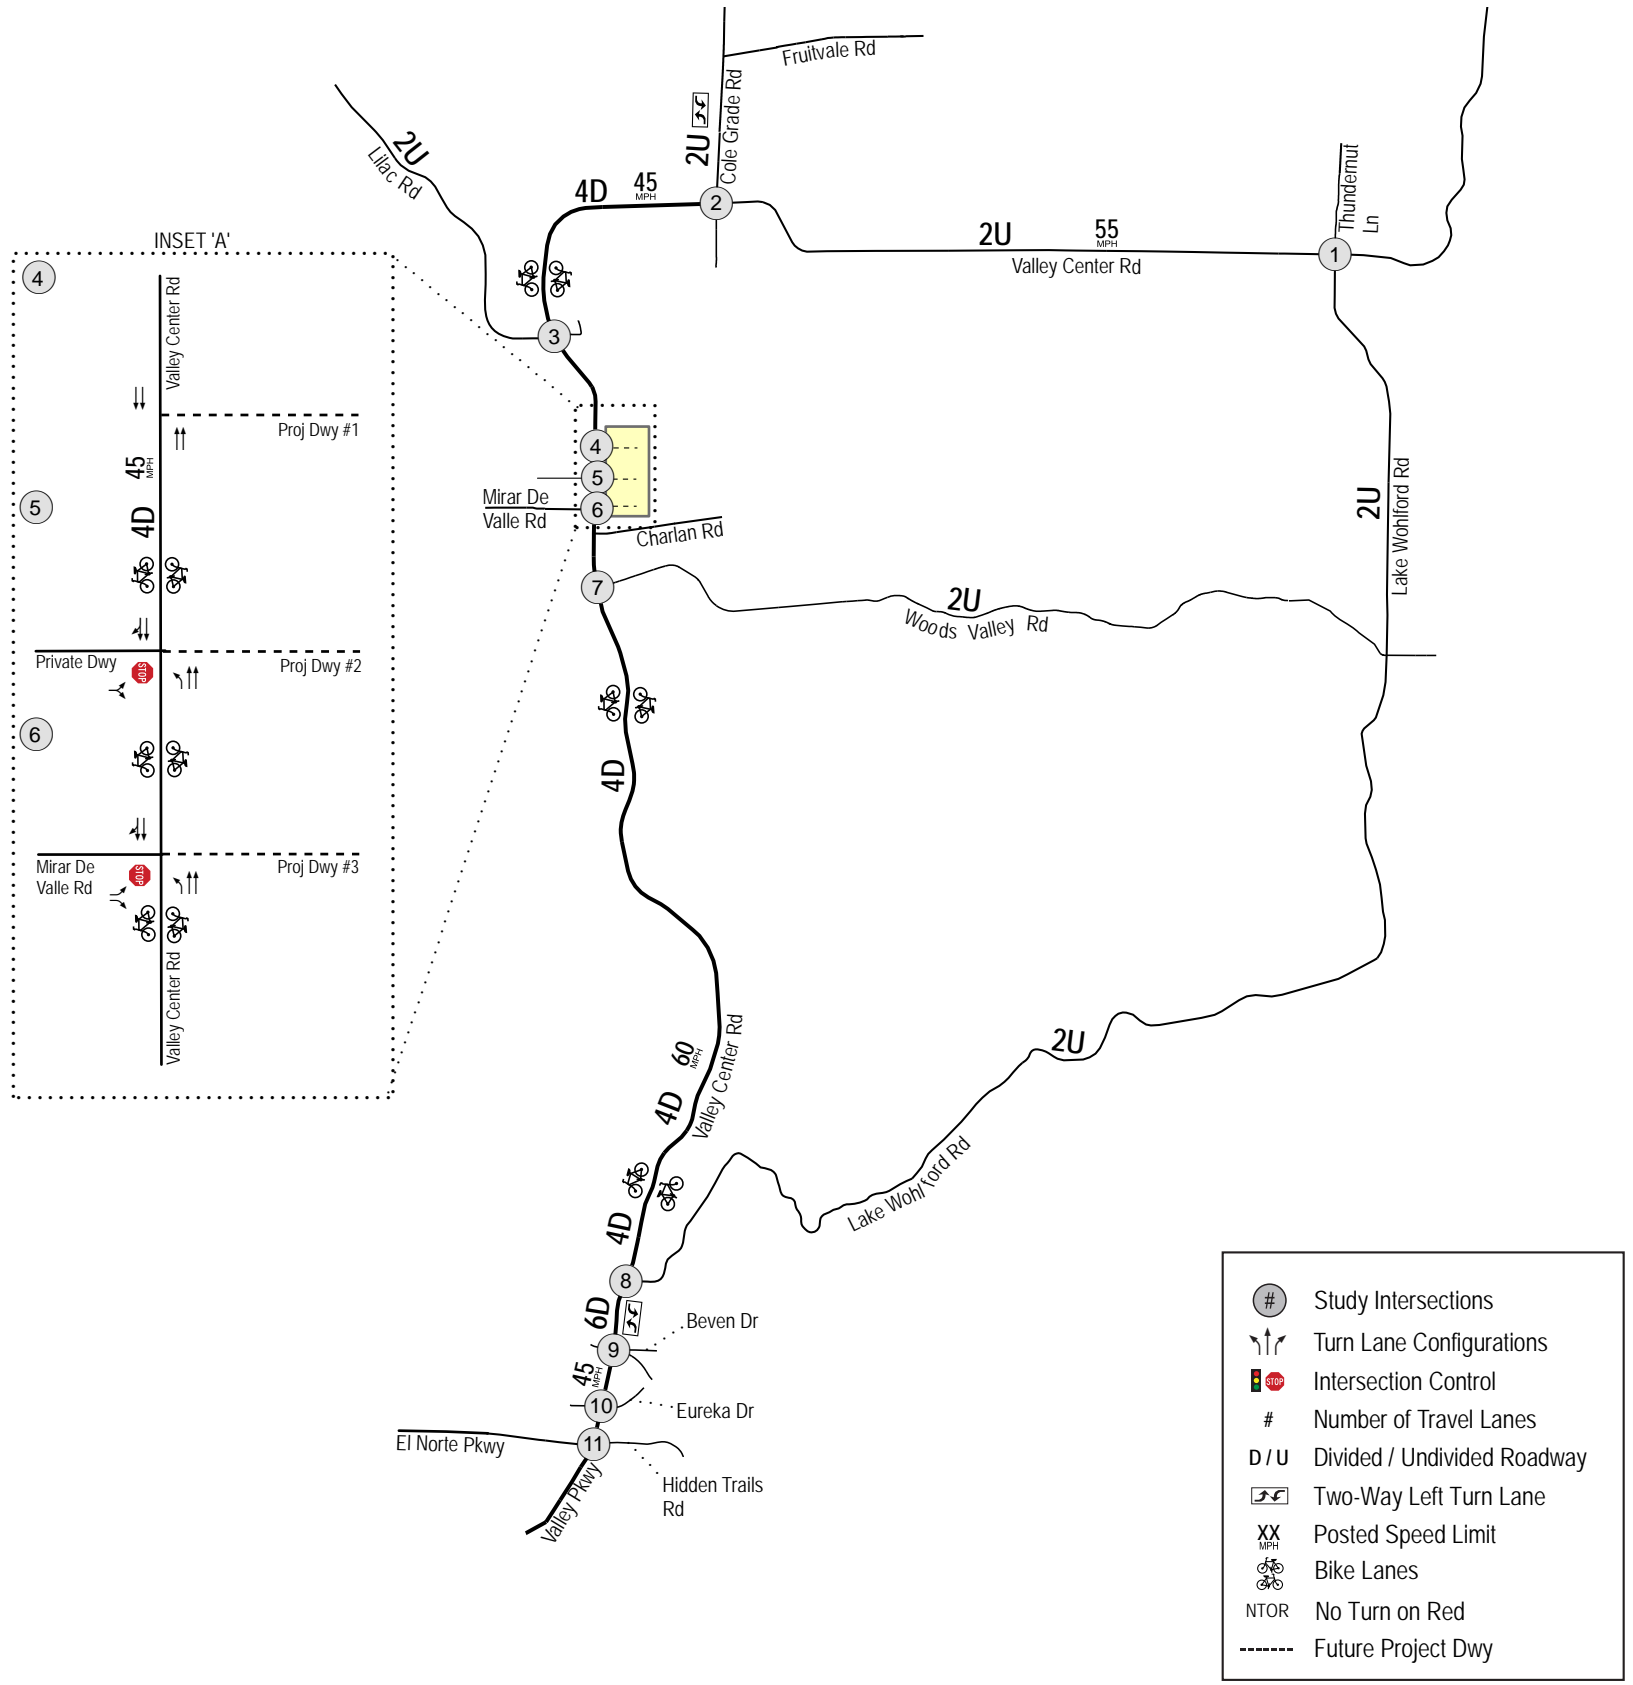 Fruitvale Rd
Cole Grade Rd
2U
2U
Lilac Rd
4D
45
MPH
2
Thundernut
Ln
2U
55
MPH
Valley Center Rd
1
3
INSET 'A'
4
Valley Center Rd
Proj Dwy #1
45
MPH
5
4D
Private Dwy
STOP
Proj Dwy #2
6
Mirar De
Valle Rd
STOP
Proj Dwy #3
Valley Center Rd
4
5
6
Mirar De
Valle Rd
Charlan Rd
7
2U
Woods Valley Rd
2U
Lake Wohlford Rd
4D
60
MPH
Valley Center Rd
4D
2U
Lake Wohlford Rd
4D
8
6D
Beven Dr
9
45
MPH
10
Eureka Dr
El Norte Pkwy
11
Hidden Trails
Rd
Valley Pkwy
# Study Intersections
Turn Lane Configurations
STOP Intersection Control
# Number of Travel Lanes
D / U Divided / Undivided Roadway
Two-Way Left Turn Lane
XX
MPH
Posted Speed Limit
Bike Lanes
NTOR No Turn on Red
Future Project Dwy